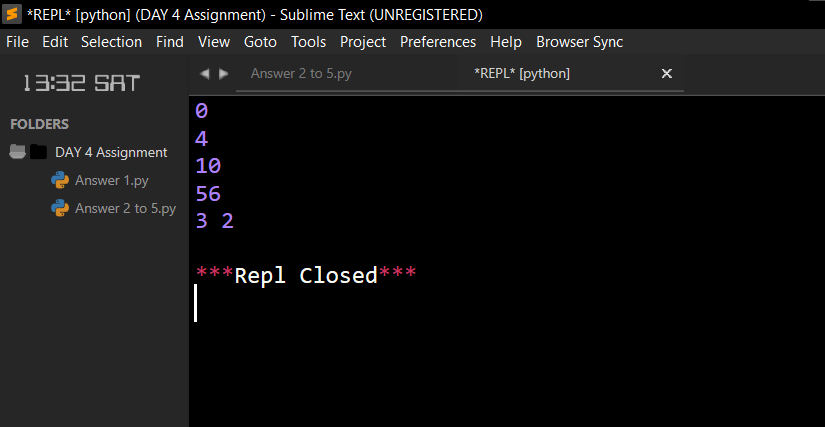 *REPL* [python] (DAY 4 Assignment) - Sublime Text (UNREGISTERED)
File Edit Selection Find View Goto Tools Project Preferences Help Browser Sync
13:32 SAT
FOLDERS
DAY 4 Assignment
Answer 1.py
Answer 2 to 5.py
Answer 2 to 5.py
*REPL* [python]
0
4
10
56
3 2
***Repl Closed***